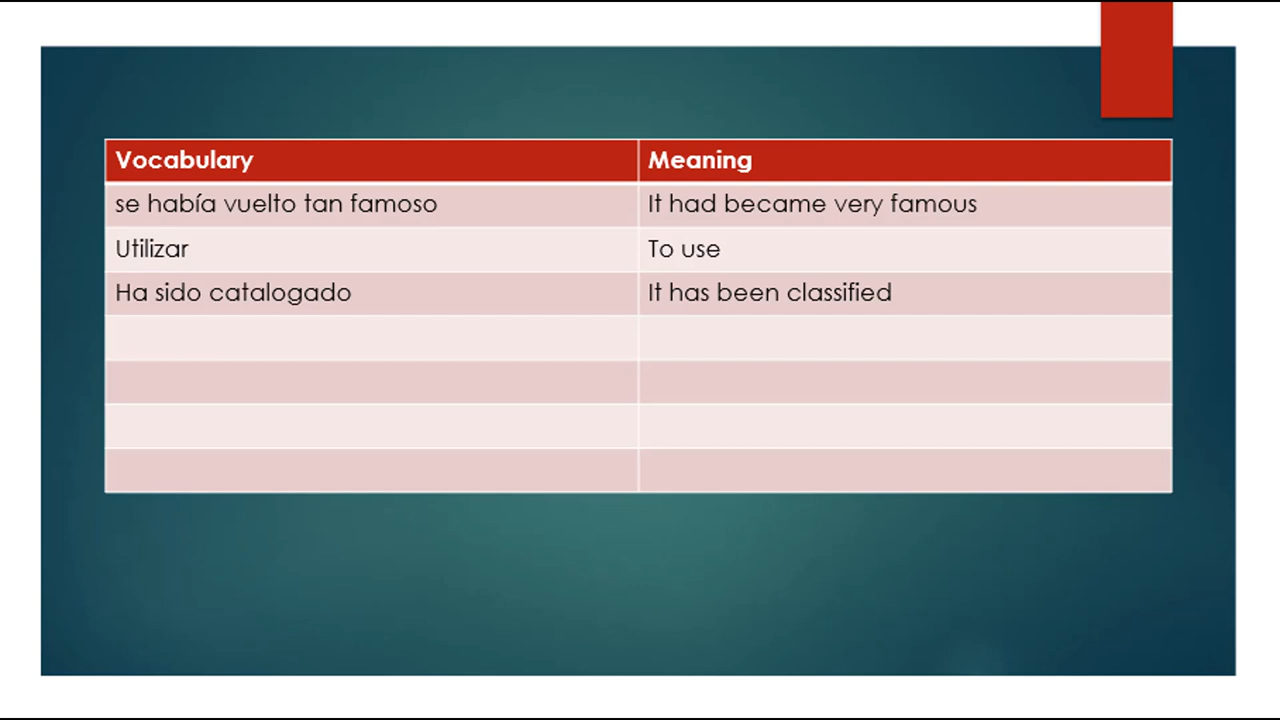 Vocabulary Meaning
se había vuelto tan famoso It had became very famous
Utilizar To use
Ha sido catalogado It has been classified